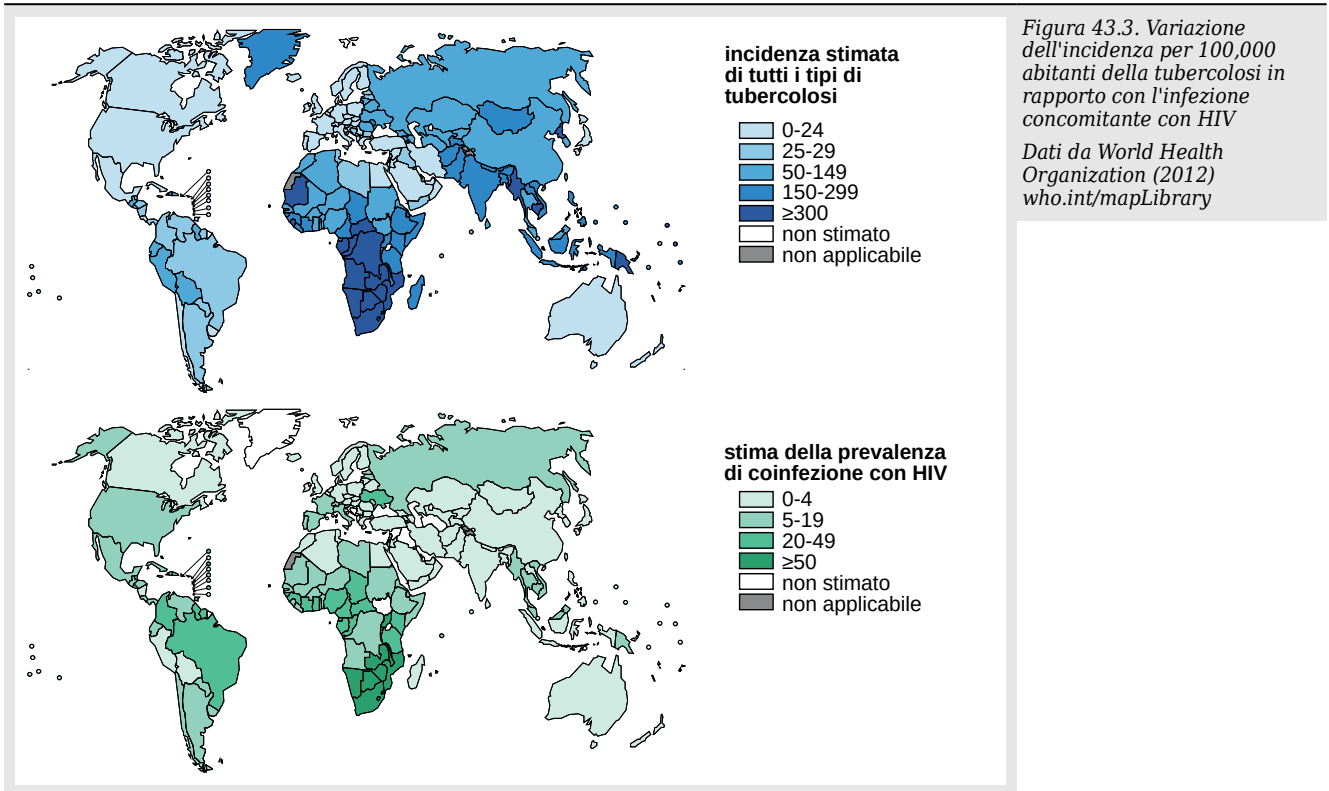 incidenza stimata
di tutti i tipi di
tubercolosi
0-24
25-29
50-149
150-299
≥300
non stimato
non applicabile
stima della prevalenza
di coinfezione con HIV
0-4
5-19
20-49
≥50
non stimato
non applicabile
Figura 43.3. Variazione
dell'incidenza per 100,000
abitanti della tubercolosi in
rapporto con l'infezione
concomitante con HIV
Dati da World Health
Organization (2012)
who.int/mapLibrary